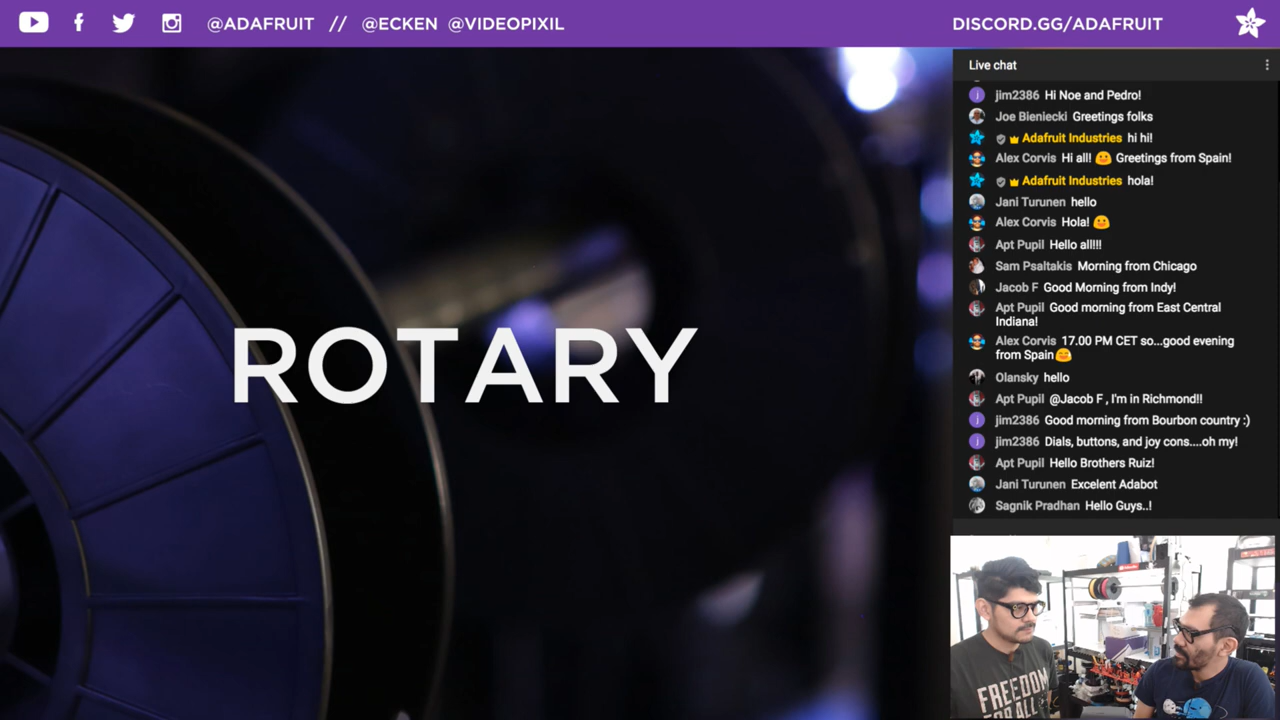 @ADAFRUIT // @ECKEN @VIDEOPIXIL
DISCORD.GG/ADAFRUIT
ROTARY
Live chat
jim2386 Hi Noe and Pedro!
Joe Bieniecki Greetings folks
Adafruit Industries hi hi!
Alex Corvis Hi all! Greetings from Spain!
Adafruit Industries hola!
Jani Turunen hello
Alex Corvis Hola!
Apt Pupil Hello all!!!
Sam Psaltakis Morning from Chicago
Jacob F Good Morning from Indy!
Apt Pupil Good morning from East Central
Indiana!
Alex Corvis 17.00 PM CET so...good evening
from Spain
Olansky hello
Apt Pupil @Jacob F , I'm in Richmond!!
jim2386 Good morning from Bourbon country :)
jim2386 Dials, buttons, and joy cons....oh my!
Apt Pupil Hello Brothers Ruiz!
Jani Turunen Excelent Adabot
Sagnik Pradhan Hello Guys..!
FREEDOM
FOR ALL